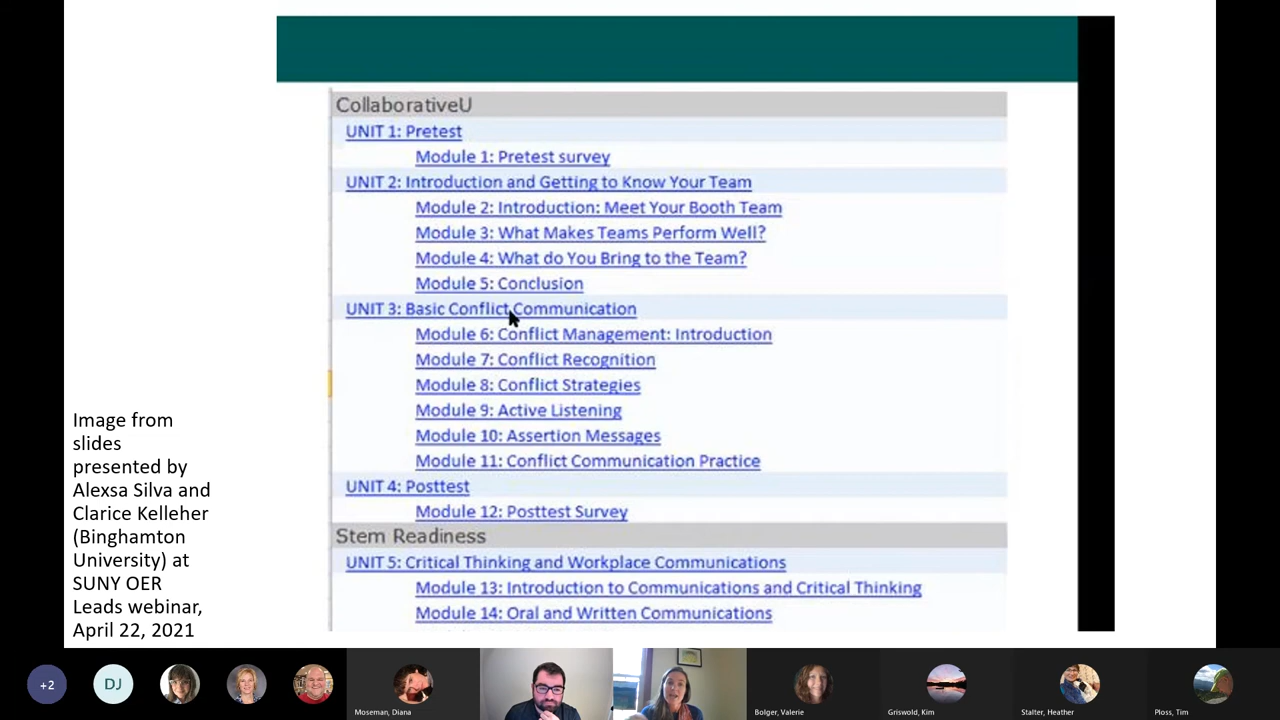 CollaborativeU
UNIT 1: Pretest
Module 1: Pretest survey
UNIT 2: Introduction and Getting to Know Your Team
Module 2: Introduction: Meet Your Booth Team
Module 3: What Makes Teams Perform Well?
Module 4: What do You Bring to the Team?
Module 5: Conclusion
UNIT 3: Basic Conflict Communication
Module 6: Conflict Management: Introduction
Module 7: Conflict Recognition
Module 8: Conflict Strategies
Module 9: Active Listening
Module 10: Assertion Messages
Module 11: Conflict Communication Practice
UNIT 4: Posttest
Module 12: Posttest Survey
Stem Readiness
UNIT 5: Critical Thinking and Workplace Communications
Module 13: Introduction to Communications and Critical Thinking
Module 14: Oral and Written Communications
Image from
slides
presented by
Alexsa Silva and
Clarice Kelleher
(Binghamton
University) at
SUNY OER
Leads webinar,
April 22, 2021
+2
DJ
Moseman, Diana
Bolger, Valerie
Griswold, Kim
Stalter, Heather
Ploss, Tim